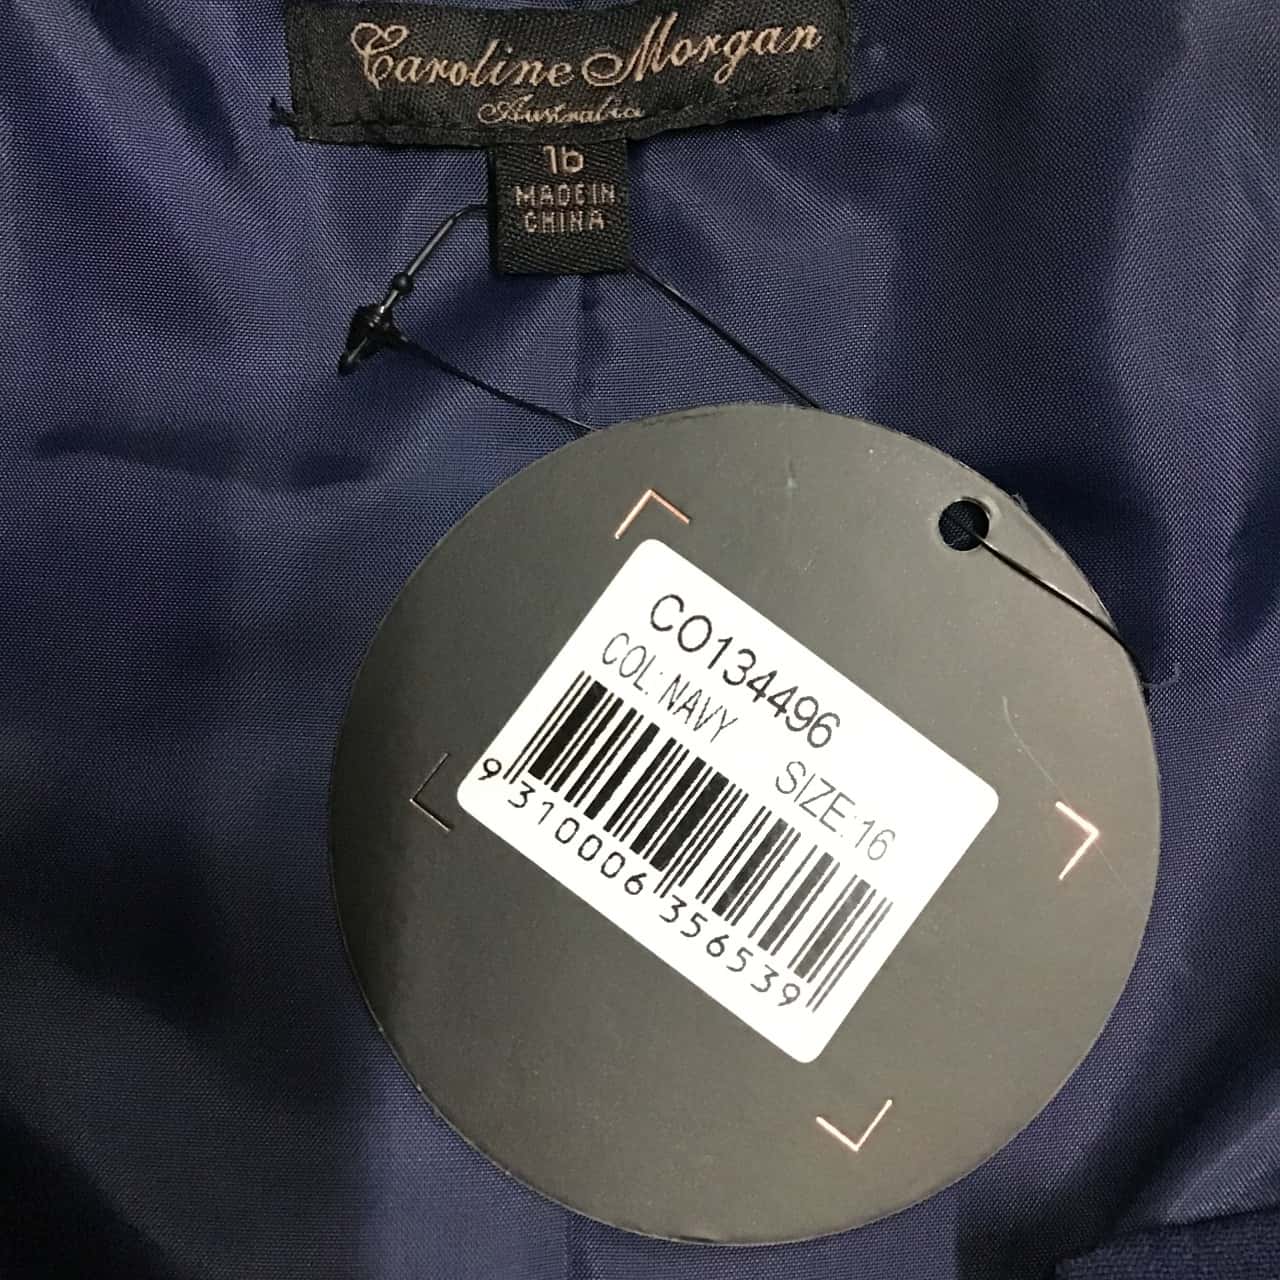 Caroline Morgan
Australia
16
MADE IN
CHINA
CO134496
COL: NAVY
SIZE:16
9 310006 356539